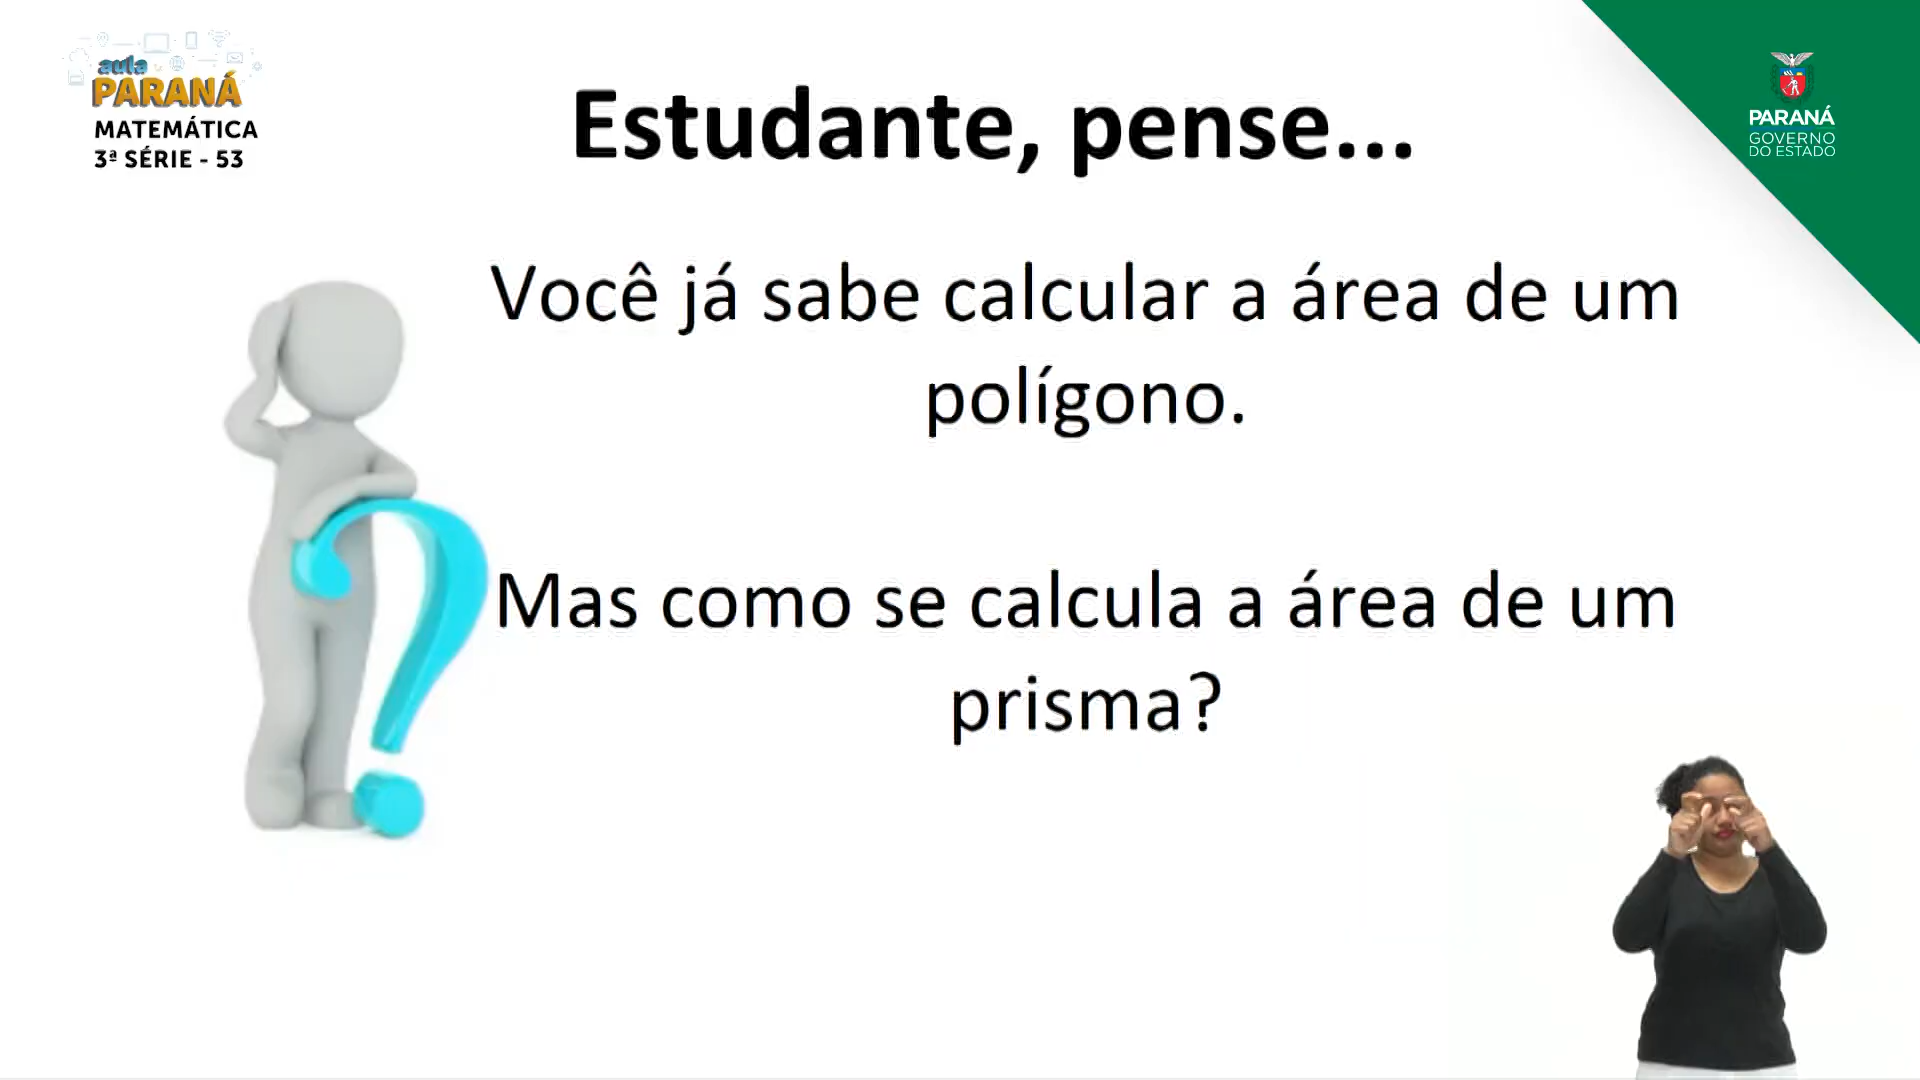 aula
PARANÁ
MATEMÁTICA
3ª SÉRIE - 53
Estudante, pense...
PARANÁ
GOVERNO
DO ESTADO
Você já sabe calcular a área de um
polígono.
Mas como se calcula a área de um
prisma?